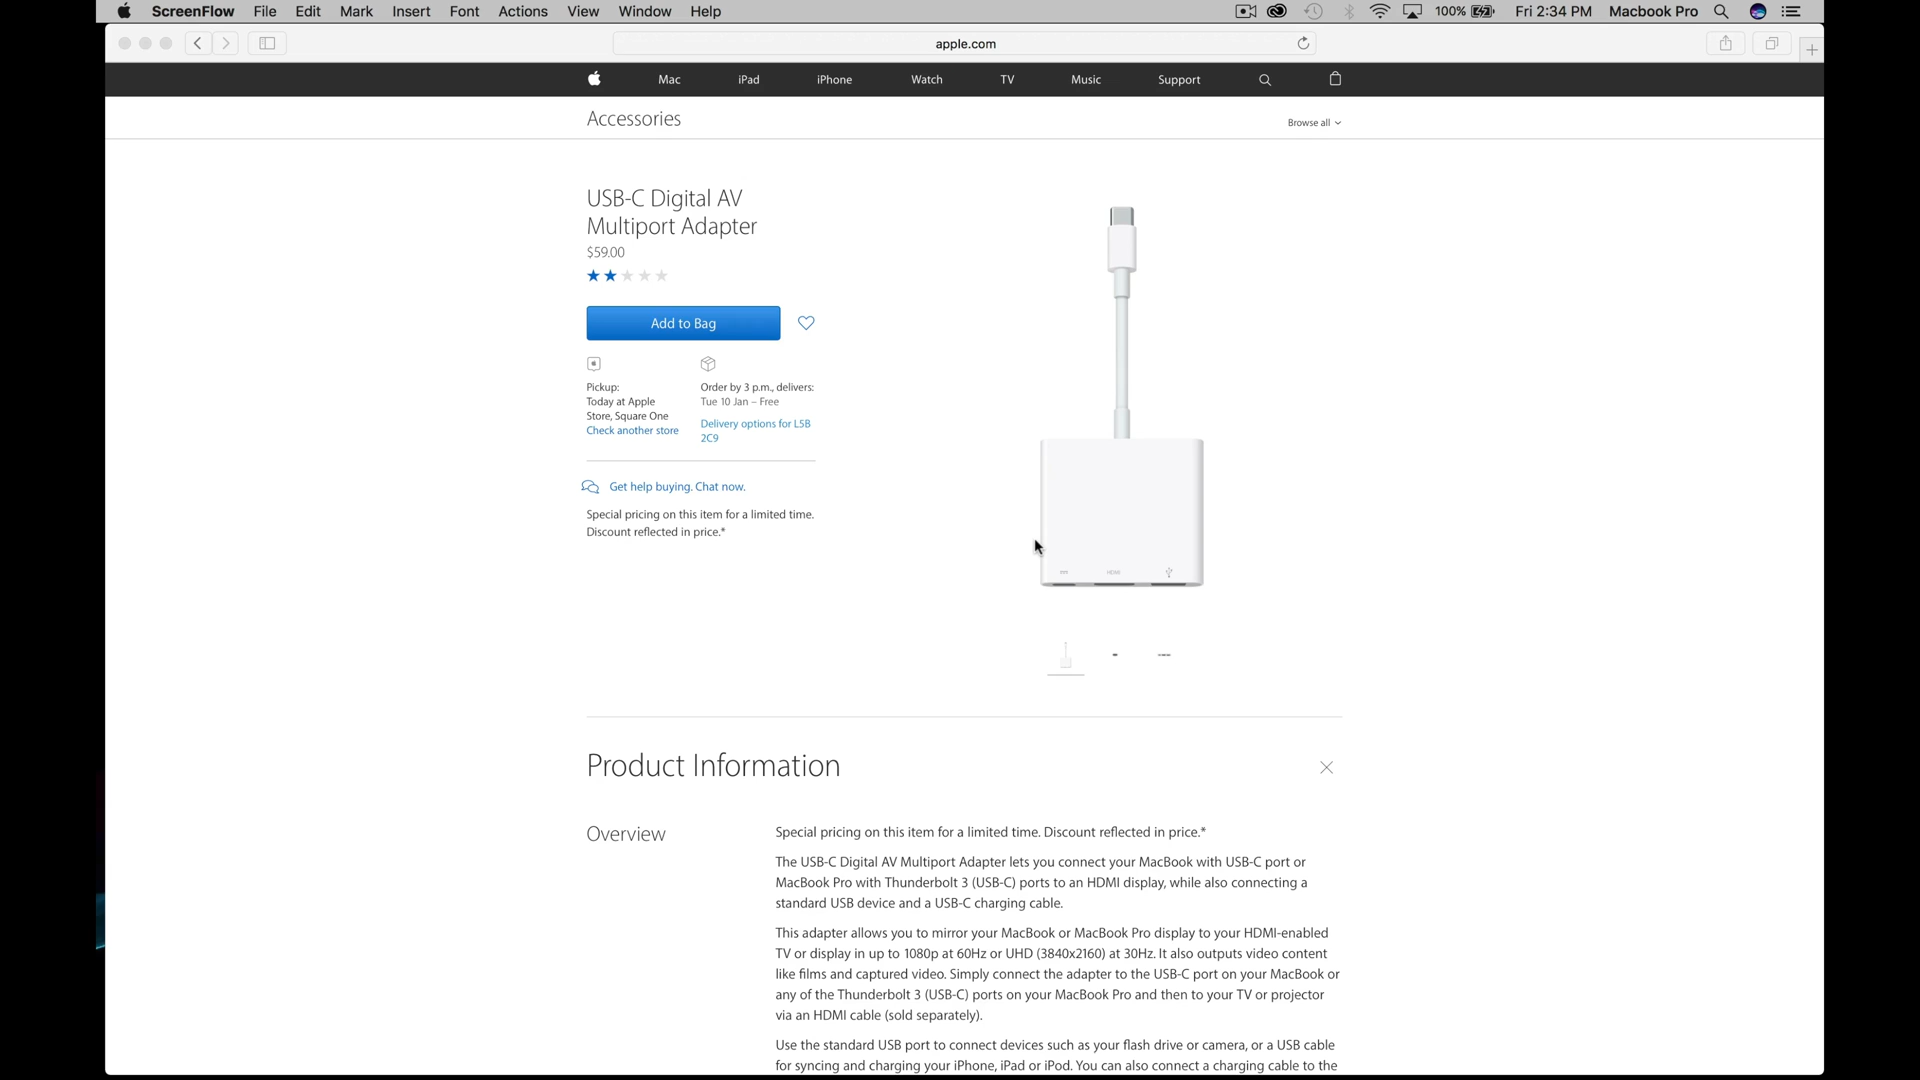 ScreenFlow File Edit Mark Insert Font Actions View Window Help 100% Fri 2:34 PM Macbook Pro
apple.com
Mac iPad iPhone Watch TV Music Support
Accessories
Browse all
USB-C Digital AV
Multiport Adapter
$59.00
Add to Bag
Pickup:
Today at Apple
Store, Square One
Check another store
Order by 3 p.m., delivers:
Tue 10 Jan – Free
Delivery options for L5B
2C9
Get help buying. Chat now.
Special pricing on this item for a limited time.
Discount reflected in price.*
HDMI
Product Information
Overview
Special pricing on this item for a limited time. Discount reflected in price.*
The USB-C Digital AV Multiport Adapter lets you connect your MacBook with USB-C port or
MacBook Pro with Thunderbolt 3 (USB-C) ports to an HDMI display, while also connecting a
standard USB device and a USB-C charging cable.
This adapter allows you to mirror your MacBook or MacBook Pro display to your HDMI-enabled
TV or display in up to 1080p at 60Hz or UHD (3840x2160) at 30Hz. It also outputs video content
like films and captured video. Simply connect the adapter to the USB-C port on your MacBook or
any of the Thunderbolt 3 (USB-C) ports on your MacBook Pro and then to your TV or projector
via an HDMI cable (sold separately).
Use the standard USB port to connect devices such as your flash drive or camera, or a USB cable
for syncing and charging your iPhone, iPad or iPod. You can also connect a charging cable to the